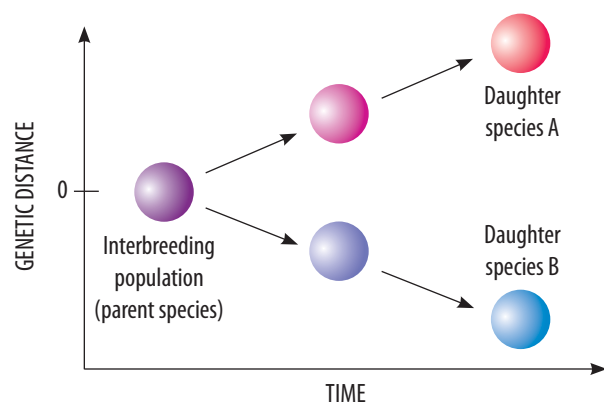 GENETIC DISTANCE
0
Interbreeding
population
(parent species)
Daughter
species A
Daughter
species B
TIME